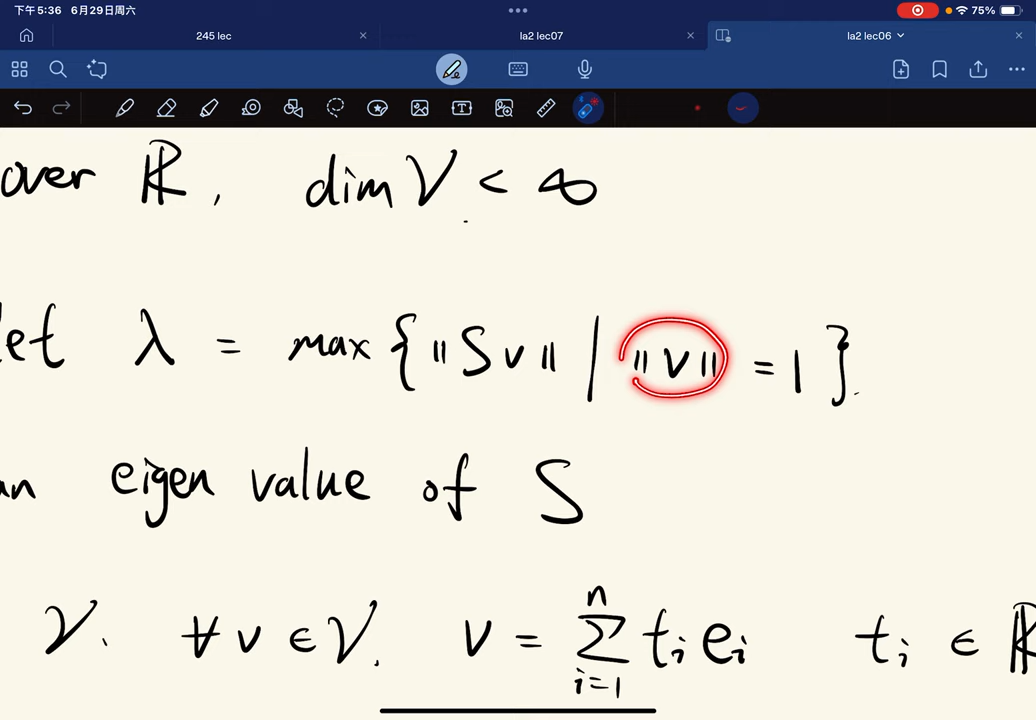 下午5:36 6月29日周六
75%
245 lec
la2 lec07
la2 lec06
over ℝ, dim V < ∞
let λ = max{ ||Sv|| | ||v|| = 1 }.
an eigen value of S
V. ∀v ∈ V. v = ∑_{i=1}^{n} t_i e_i t_i ∈ ℝ